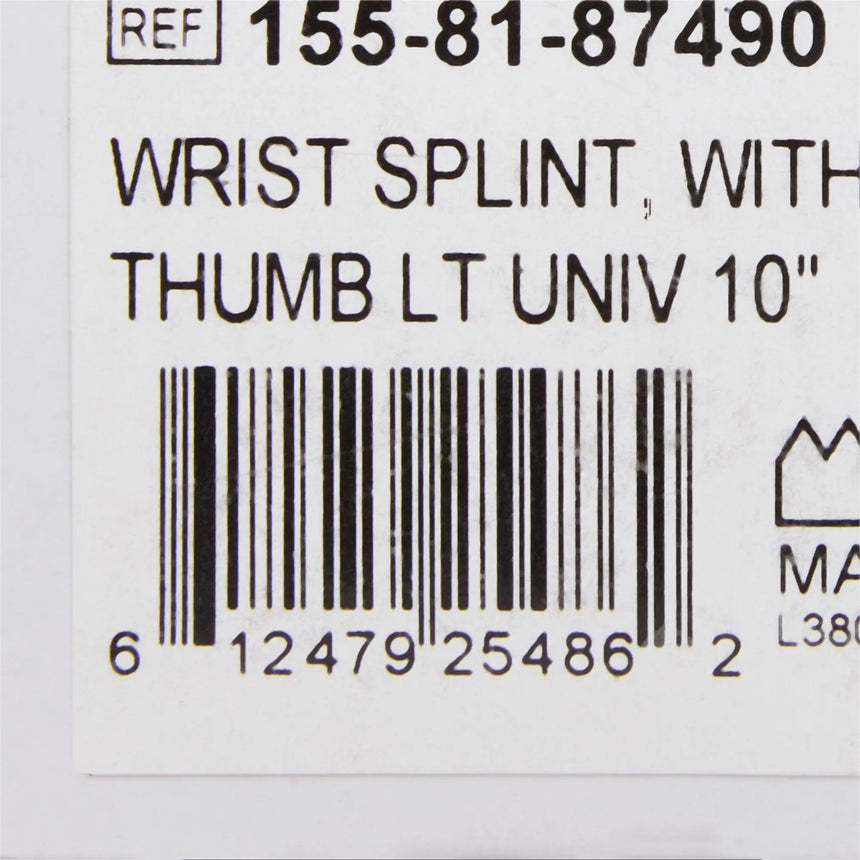 REF 155-81-87490
WRIST SPLINT, WITH
THUMB LT UNIV 10"
6 12479 25486 2
MA
L380